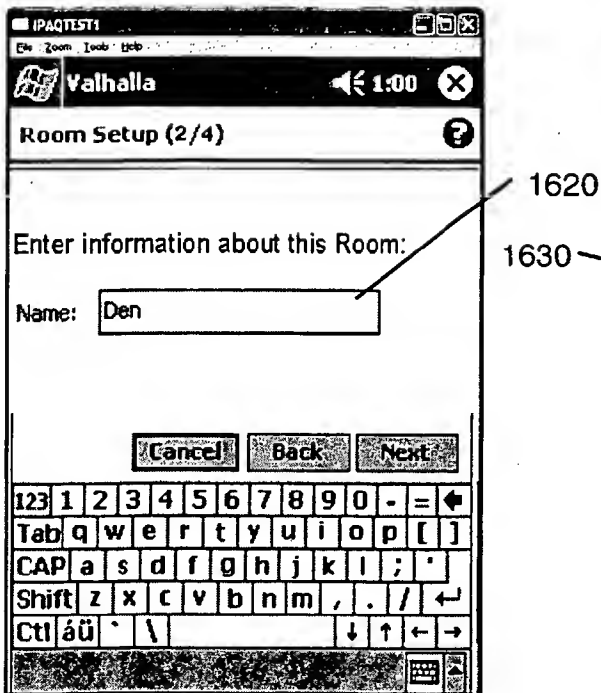 IPAQTEST1
File Zoom Tools Help
Valhalla 1:00
Room Setup (2/4) ?
1620
Enter information about this Room:
1630
Name: Den
Cancel Back Next
123 1 2 3 4 5 6 7 8 9 0 - =
Tab q w e r t y u i o p [ ]
CAP a s d f g h j k l ; '
Shift z x c v b n m , . /
Ctl áü ` \